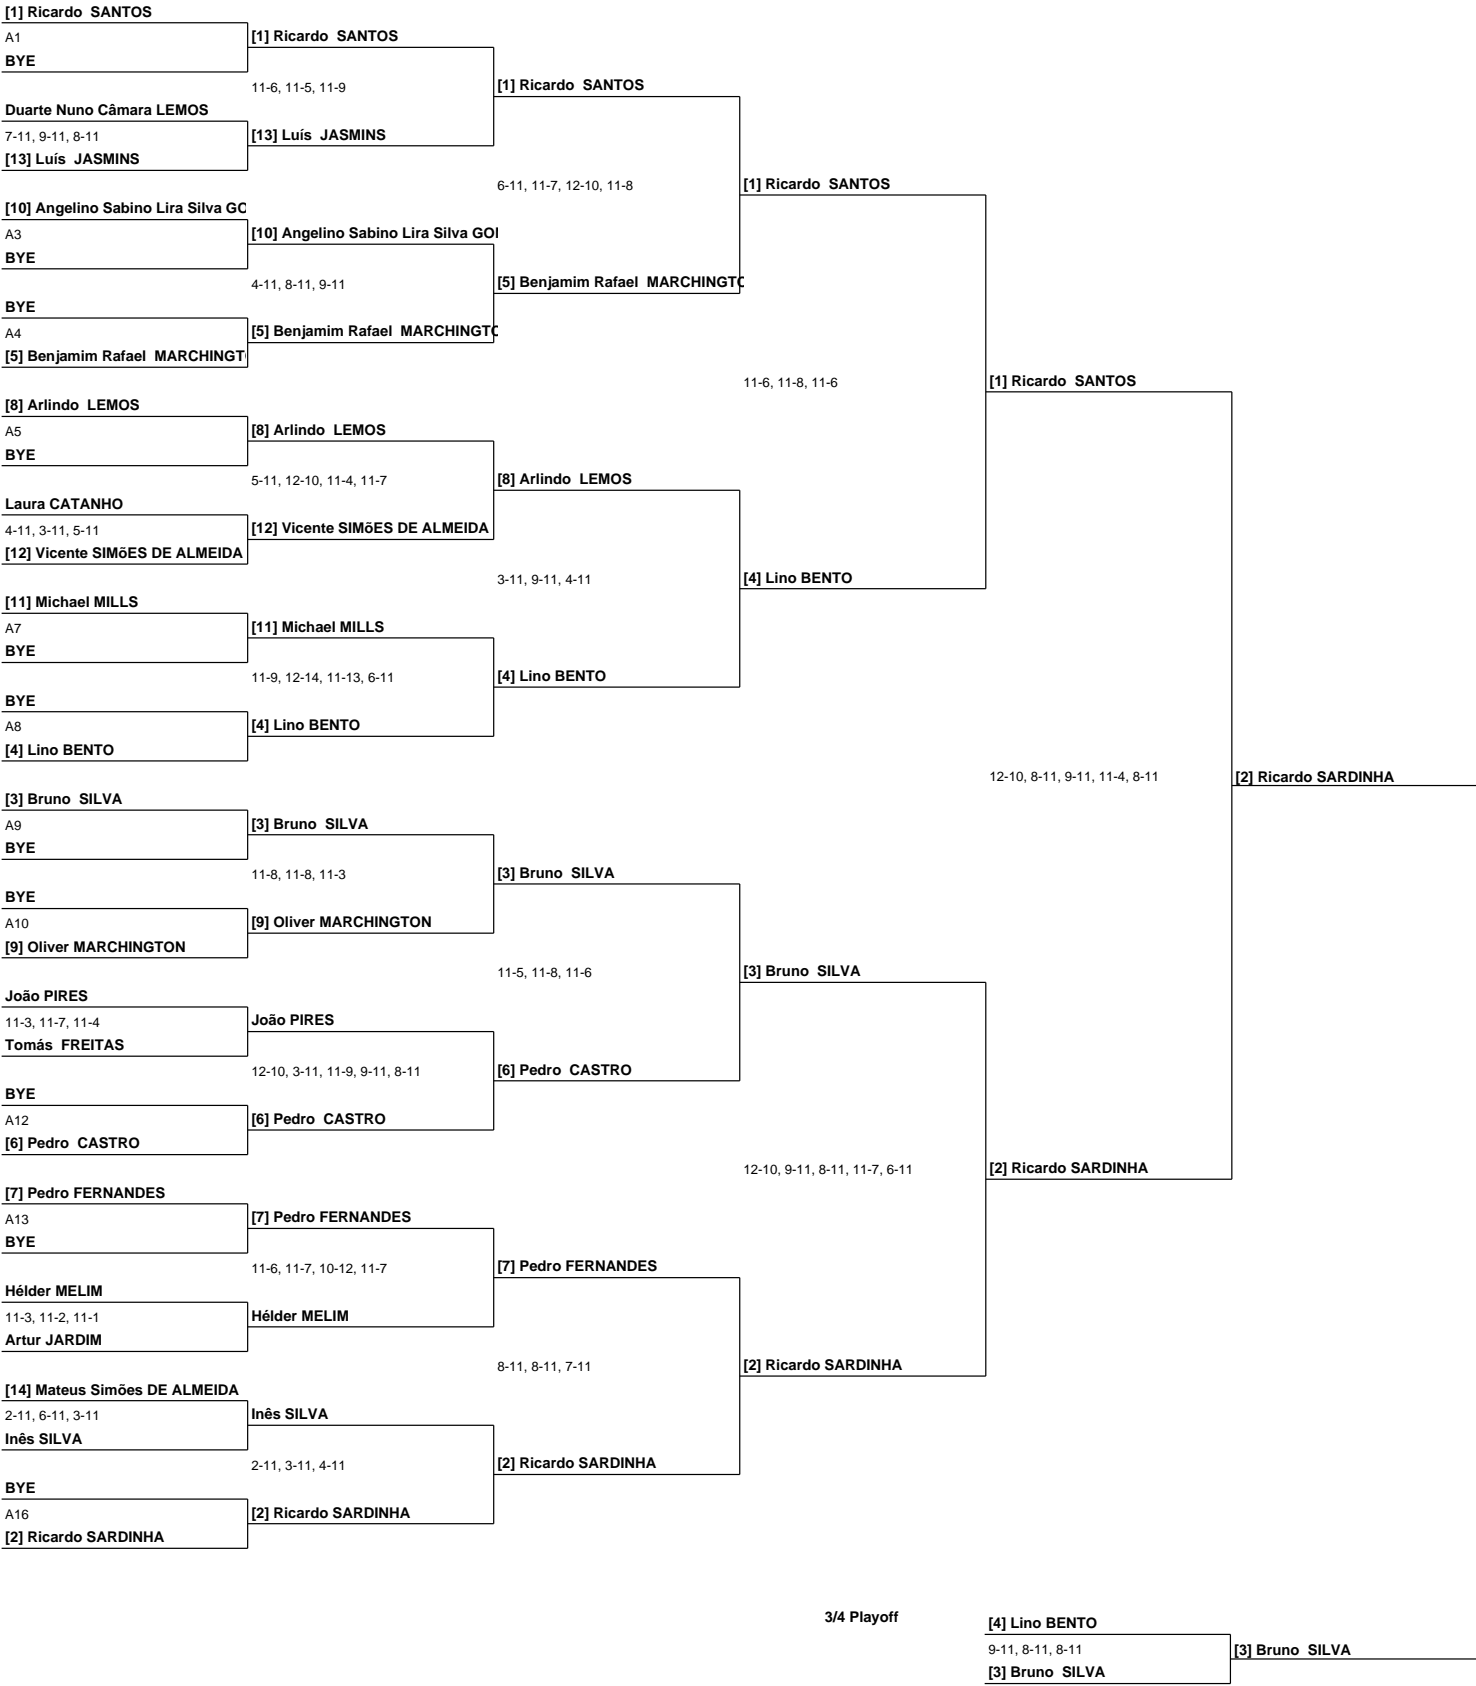 [1] Ricardo  SANTOS
A1
BYE
Duarte Nuno Câmara LEMOS
7-11, 9-11, 8-11
[13] Luís  JASMINS
[10] Angelino Sabino Lira Silva GO
A3
BYE
BYE
A4
[5] Benjamim Rafael  MARCHINGT
[8] Arlindo  LEMOS
A5
BYE
Laura CATANHO
4-11, 3-11, 5-11
[12] Vicente SIMõES DE ALMEIDA
[11] Michael MILLS
A7
BYE
BYE
A8
[4] Lino BENTO
[3] Bruno  SILVA
A9
BYE
BYE
A10
[9] Oliver MARCHINGTON
João PIRES
11-3, 11-7, 11-4
Tomás  FREITAS
BYE
A12
[6] Pedro  CASTRO
[7] Pedro FERNANDES
A13
BYE
Hélder MELIM
11-3, 11-2, 11-1
Artur JARDIM
[14] Mateus Simões DE ALMEIDA
2-11, 6-11, 3-11
Inês SILVA
BYE
A16
[2] Ricardo SARDINHA
[1] Ricardo  SANTOS
11-6, 11-5, 11-9
[13] Luís  JASMINS
[10] Angelino Sabino Lira Silva GO
4-11, 8-11, 9-11
[5] Benjamim Rafael  MARCHINGTO
[8] Arlindo  LEMOS
5-11, 12-10, 11-4, 11-7
[12] Vicente SIMõES DE ALMEIDA
[11] Michael MILLS
11-9, 12-14, 11-13, 6-11
[4] Lino BENTO
[3] Bruno  SILVA
11-8, 11-8, 11-3
[9] Oliver MARCHINGTON
João PIRES
12-10, 3-11, 11-9, 9-11, 8-11
[6] Pedro  CASTRO
[7] Pedro FERNANDES
11-6, 11-7, 10-12, 11-7
Hélder MELIM
Inês SILVA
2-11, 3-11, 4-11
[2] Ricardo SARDINHA
[1] Ricardo  SANTOS
6-11, 11-7, 12-10, 11-8
[5] Benjamim Rafael  MARCHINGTO
[8] Arlindo  LEMOS
3-11, 9-11, 4-11
[4] Lino BENTO
[3] Bruno  SILVA
11-5, 11-8, 11-6
[6] Pedro  CASTRO
[7] Pedro FERNANDES
8-11, 8-11, 7-11
[2] Ricardo SARDINHA
[1] Ricardo  SANTOS
11-6, 11-8, 11-6
[4] Lino BENTO
[3] Bruno  SILVA
12-10, 9-11, 8-11, 11-7, 6-11
[2] Ricardo SARDINHA
[1] Ricardo  SANTOS
12-10, 8-11, 9-11, 11-4, 8-11
[2] Ricardo SARDINHA
[2] Ricardo SARDINHA
3/4 Playoff
[4] Lino BENTO
9-11, 8-11, 8-11
[3] Bruno  SILVA
[3] Bruno  SILVA